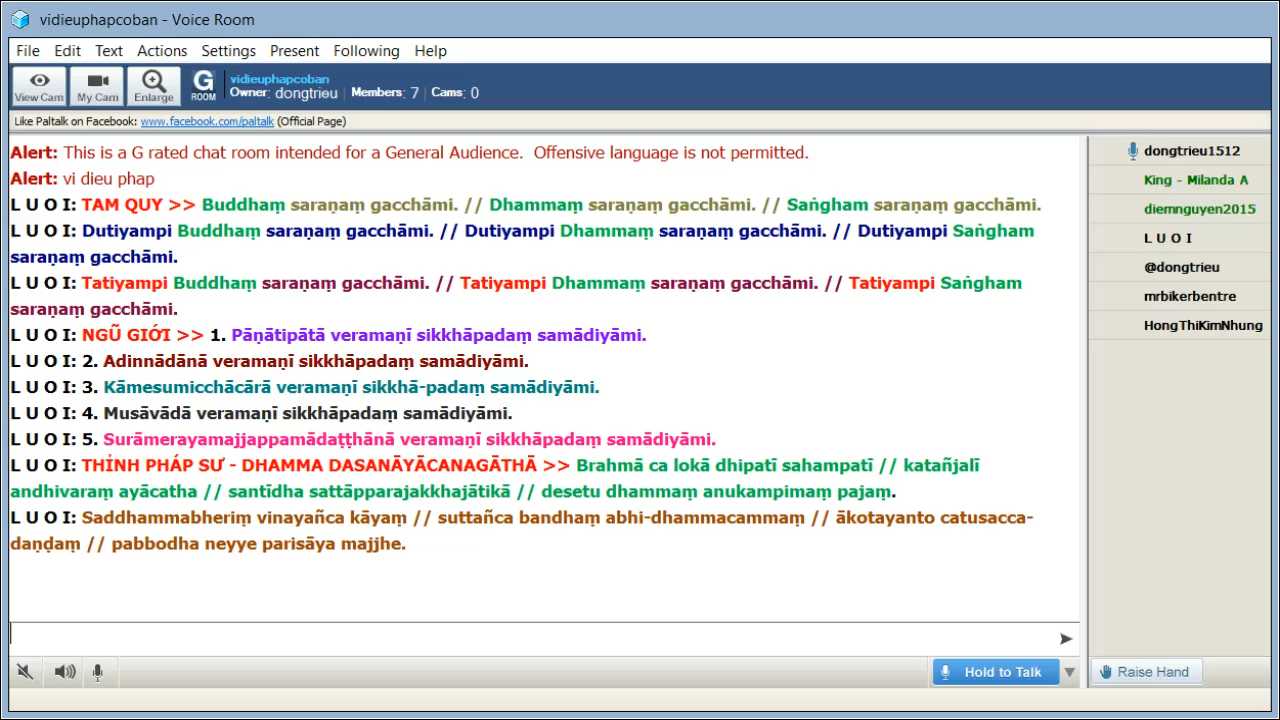 vidieuphapcoban - Voice Room
File Edit Text Actions Settings Present Following Help
View Cam My Cam Enlarge G ROOM vidieuphapcoban
Owner: dongtrieu | Members: 7 | Cams: 0
Like Paltalk on Facebook: www.facebook.com/paltalk (Official Page)
Alert: This is a G rated chat room intended for a General Audience. Offensive language is not permitted.
Alert: vi dieu phap
L U O I: TAM QUY >> Buddhaṃ saraṇaṃ gacchāmi. // Dhammaṃ saraṇaṃ gacchāmi. // Saṅgham saraṇaṃ gacchāmi.
L U O I: Dutiyampi Buddhaṃ saraṇaṃ gacchāmi. // Dutiyampi Dhammaṃ saraṇaṃ gacchāmi. // Dutiyampi Saṅgham
saraṇaṃ gacchāmi.
L U O I: Tatiyampi Buddhaṃ saraṇaṃ gacchāmi. // Tatiyampi Dhammaṃ saraṇaṃ gacchāmi. // Tatiyampi Saṅgham
saraṇaṃ gacchāmi.
L U O I: NGŨ GIỚI >> 1. Pāṇātipātā veramaṇī sikkhāpadaṃ samādiyāmi.
L U O I: 2. Adinnādānā veramaṇī sikkhāpadaṃ samādiyāmi.
L U O I: 3. Kāmesumicchācārā veramaṇī sikkhā-padaṃ samādiyāmi.
L U O I: 4. Musāvādā veramaṇī sikkhāpadaṃ samādiyāmi.
L U O I: 5. Surāmerayamajjappamādaṭṭhānā veramaṇī sikkhāpadaṃ samādiyāmi.
L U O I: THỈNH PHÁP SƯ - DHAMMA DASANĀYĀCANAGĀTHĀ >> Brahmā ca lokā dhipatī sahampatī // katañjalī
andhivaraṃ ayācatha // santīdha sattāpparajakkhajātikā // desetu dhammaṃ anukampimaṃ pajaṃ.
L U O I: Saddhammabheriṃ vinayañca kāyaṃ // suttañca bandhaṃ abhi-dhammacammaṃ // ākotayanto catusacca-
daṇḍaṃ // pabbodha neyye parisāya majjhe.
dongtrieu1512
King - Milanda A
diemnguyen2015
L U O I
@dongtrieu
mrbikerbentre
HongThiKimNhung
Hold to Talk
Raise Hand